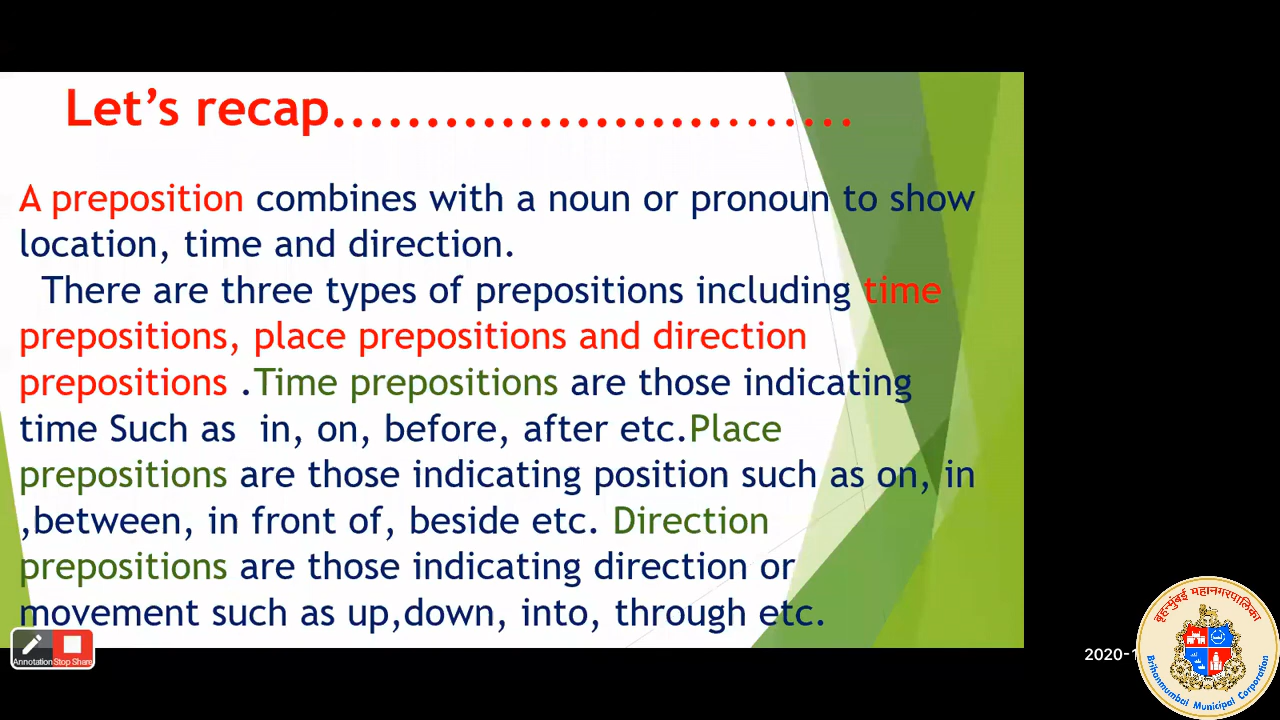 Let’s recap............................
A preposition combines with a noun or pronoun to show
location, time and direction.
There are three types of prepositions including time
prepositions, place prepositions and direction
prepositions .Time prepositions are those indicating
time Such as  in, on, before, after etc.Place
prepositions are those indicating position such as on, in
,between, in front of, beside etc. Direction
prepositions are those indicating direction or
movement such as up,down, into, through etc.
Annotation Stop Share
2020-1
बृहन्मुंबई महानगरपालिका
Brihanmumbai Municipal Corporation